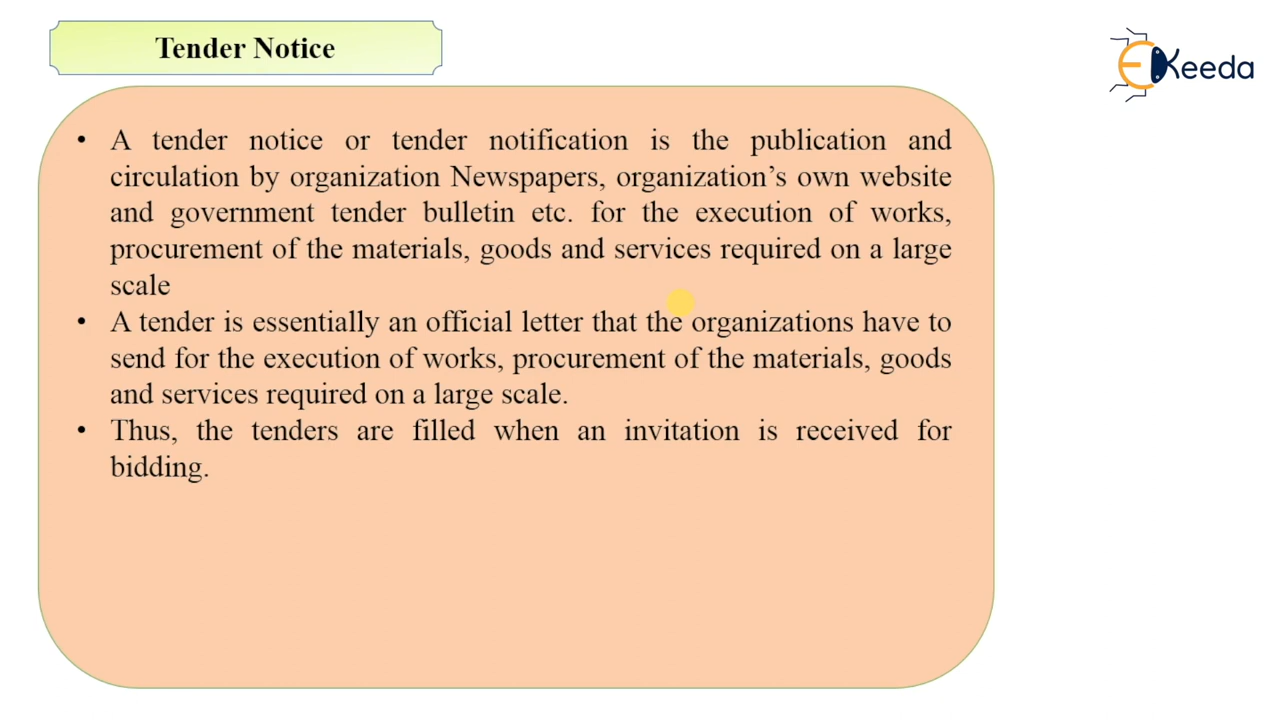 Tender Notice
EKeeda
• A tender notice or tender notification is the publication and
circulation by organization Newspapers, organization’s own website
and government tender bulletin etc. for the execution of works,
procurement of the materials, goods and services required on a large
scale
• A tender is essentially an official letter that the organizations have to
send for the execution of works, procurement of the materials, goods
and services required on a large scale.
• Thus, the tenders are filled when an invitation is received for
bidding.